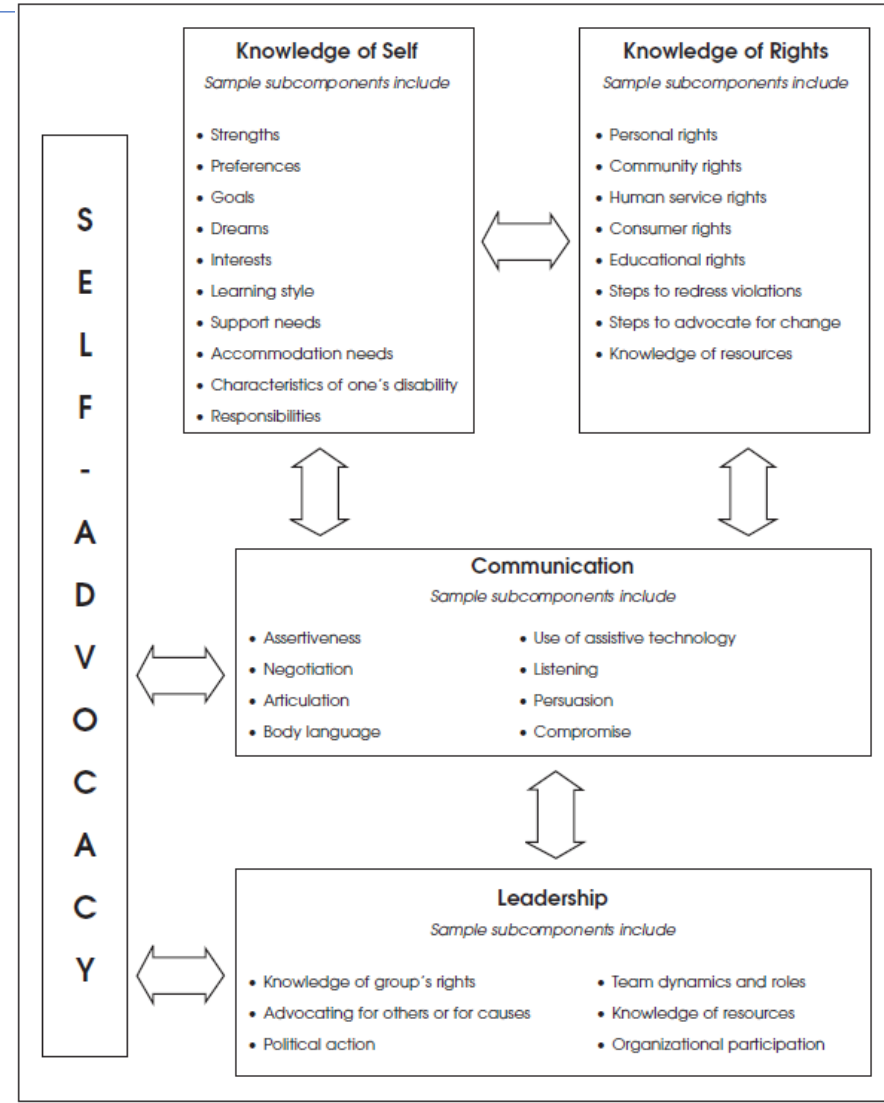 Knowledge of Self
Sample subcomponents include
• Strengths
• Preferences
• Goals
• Dreams
• Interests
• Learning style
• Support needs
• Accommodation needs
• Characteristics of one's disability
• Responsibilities
Knowledge of Rights
Sample subcomponents include
• Personal rights
• Community rights
• Human service rights
• Consumer rights
• Educational rights
• Steps to redress violations
• Steps to advocate for change
• Knowledge of resources
SELF-ADVOCACY
Communication
Sample subcomponents include
• Assertiveness
• Negotiation
• Articulation
• Body language
• Use of assistive technology
• Listening
• Persuasion
• Compromise
Leadership
Sample subcomponents include
• Knowledge of group's rights
• Advocating for others or for causes
• Political action
• Team dynamics and roles
• Knowledge of resources
• Organizational participation